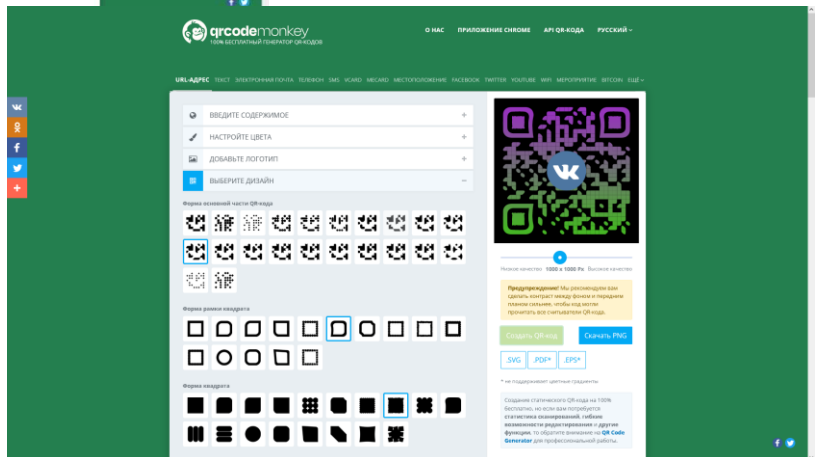 qrcodemonkey
100% БЕСПЛАТНЫЙ ГЕНЕРАТОР QR-КОДОВ
О НАС ПРИЛОЖЕНИЕ CHROME API QR-КОДА РУССКИЙ
URL-АДРЕС ТЕКСТ ЭЛЕКТРОННАЯ ПОЧТА ТЕЛЕФОН SMS VCARD MECARD МЕСТОПОЛОЖЕНИЕ FACEBOOK TWITTER YOUTUBE WIFI МЕРОПРИЯТИЕ BITCOIN ЕЩЁ
ВВЕДИТЕ СОДЕРЖИМОЕ +
НАСТРОЙТЕ ЦВЕТА +
ДОБАВЬТЕ ЛОГОТИП +
ВЫБЕРИТЕ ДИЗАЙН −
Форма основной части QR-кода
Форма рамки квадрата
Форма квадрата
Низкое качество 1000 x 1000 Px Высокое качество
Предупреждение! Мы рекомендуем вам
сделать контраст между фоном и передним
планом сильнее, чтобы код могли
прочитать все считыватели QR-кода.
Создать QR-код Скачать PNG
.SVG .PDF* .EPS*
* не поддерживает цветные градиенты
Создание статического QR-кода на 100%
бесплатно, но если вам потребуется
статистика сканирований, гибкие
возможности редактирования и другие
функции, то обратите внимание на QR Code
Generator для профессиональной работы.